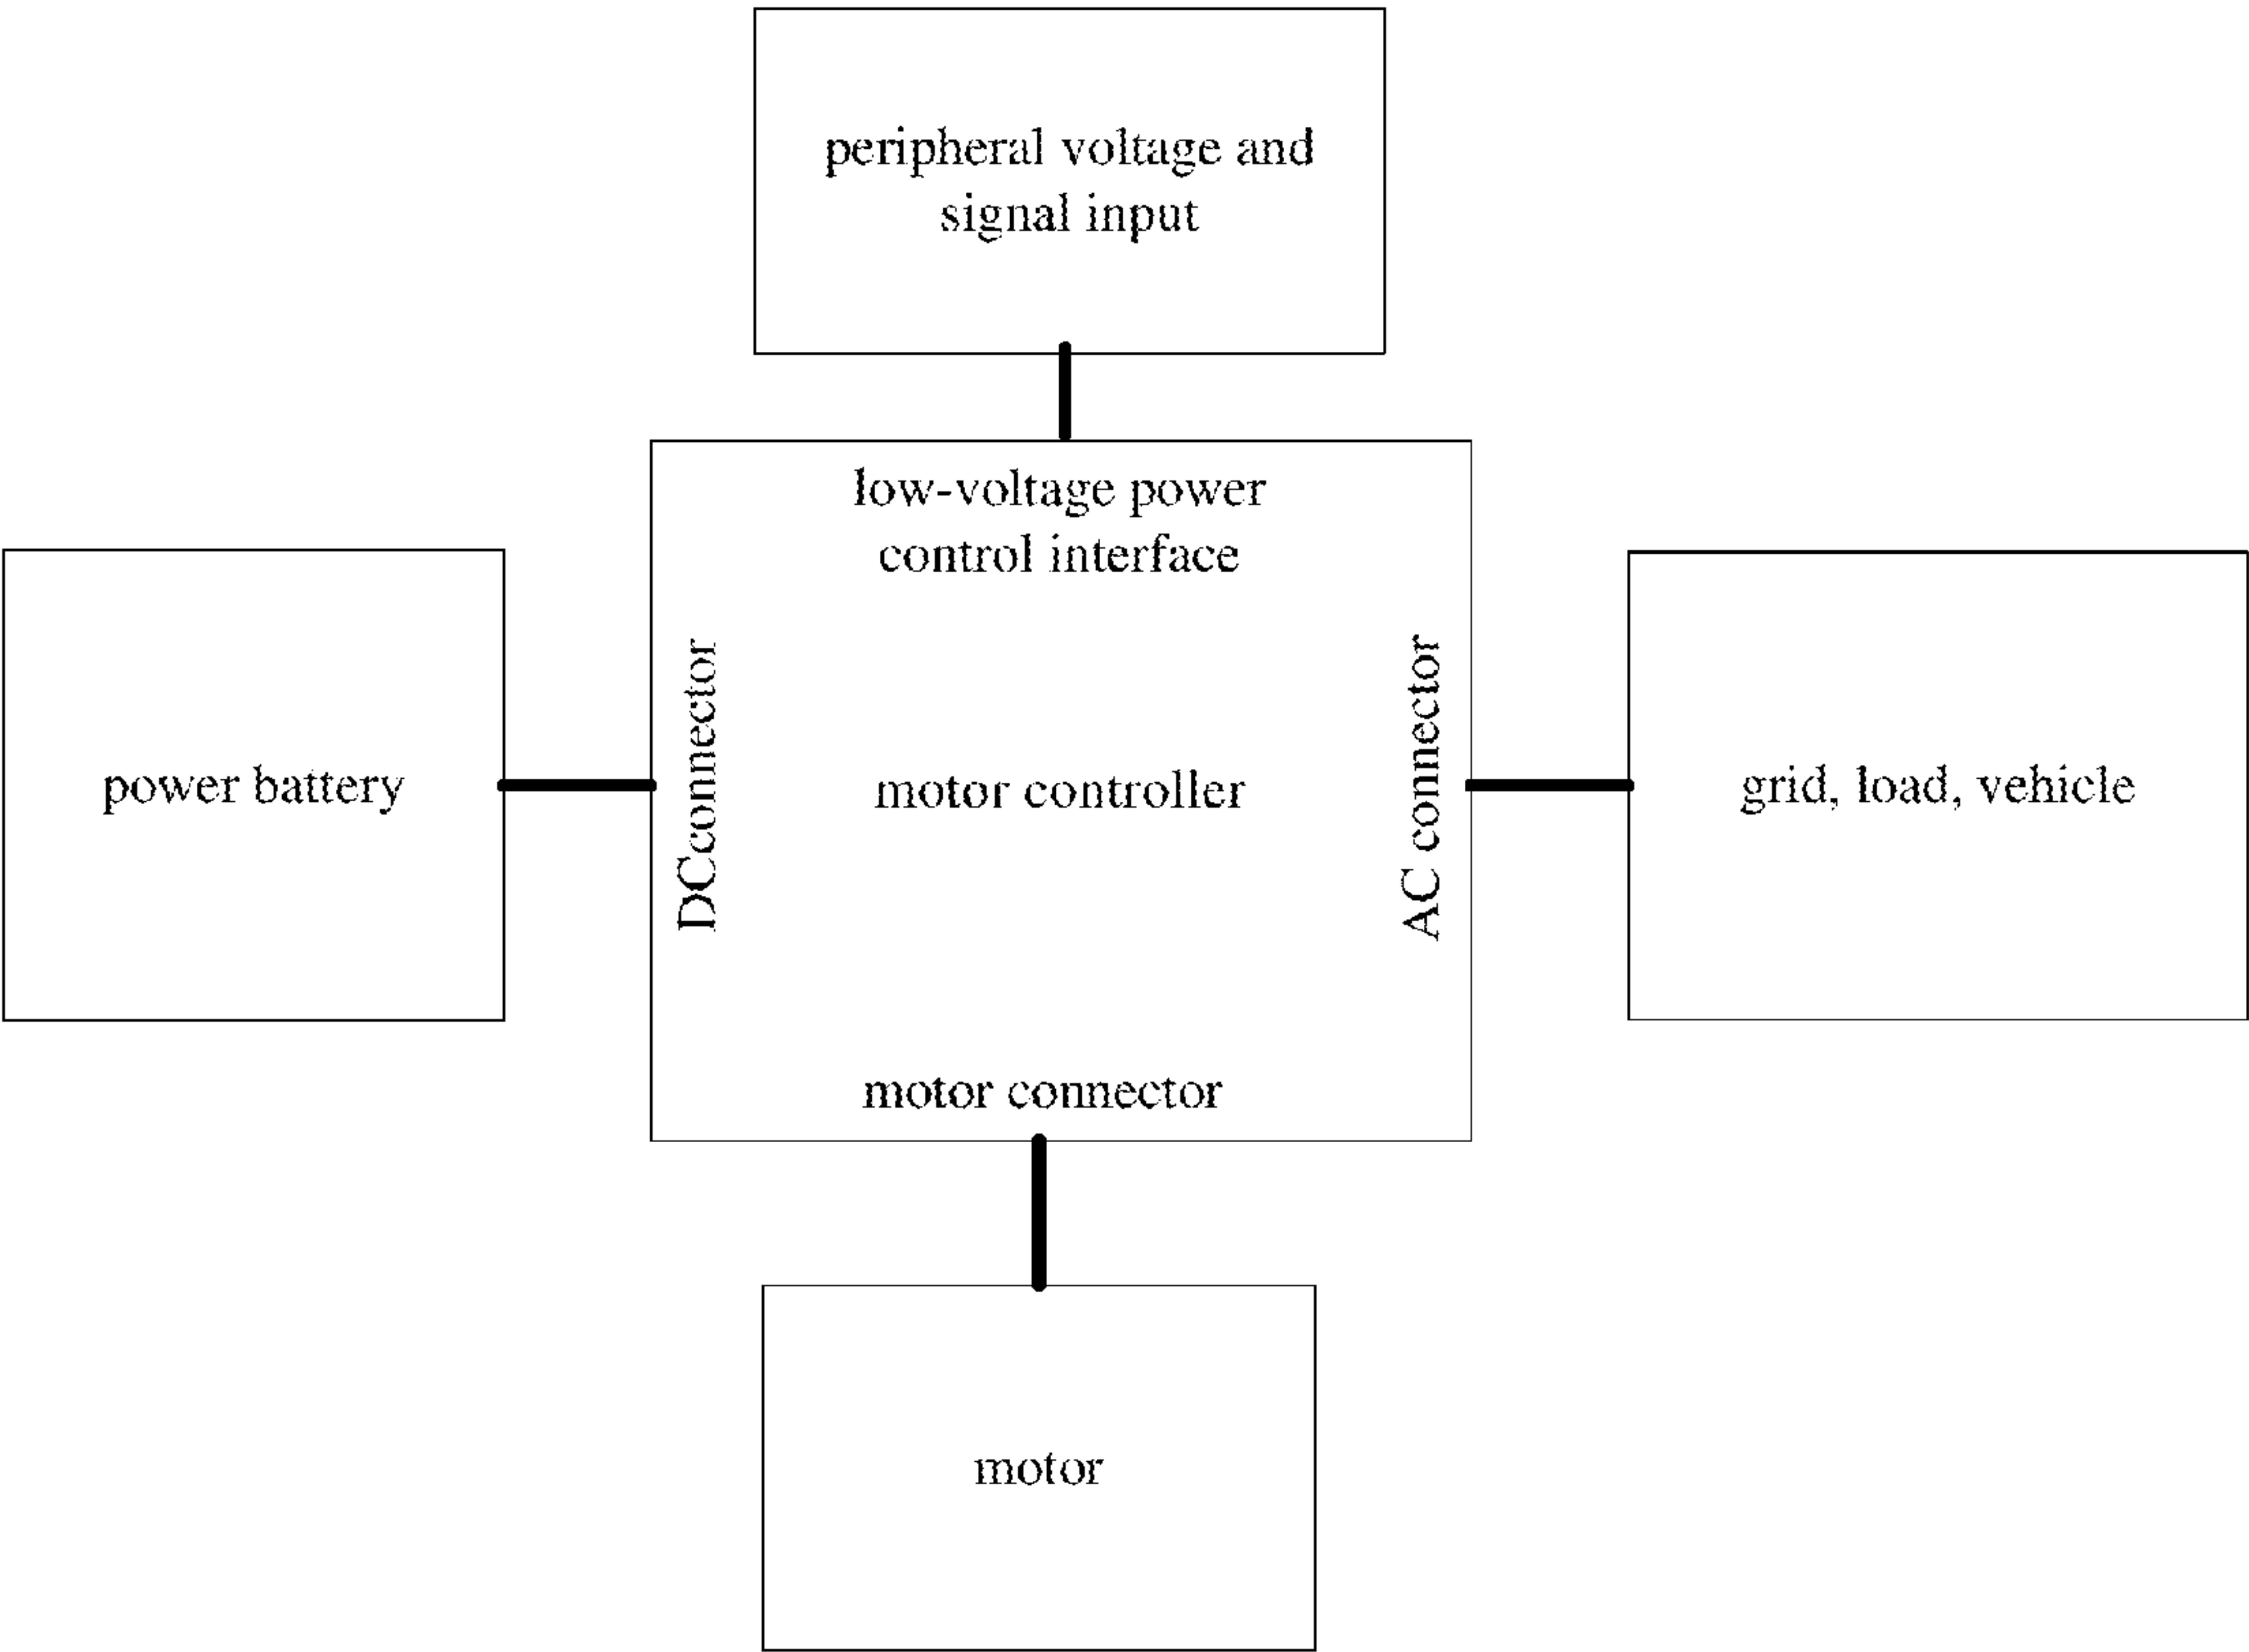 peripheral voltage and
signal input
low-voltage power
control interface
power battery
DCconnector
motor controller
AC connector
grid, load, vehicle
motor connector
motor